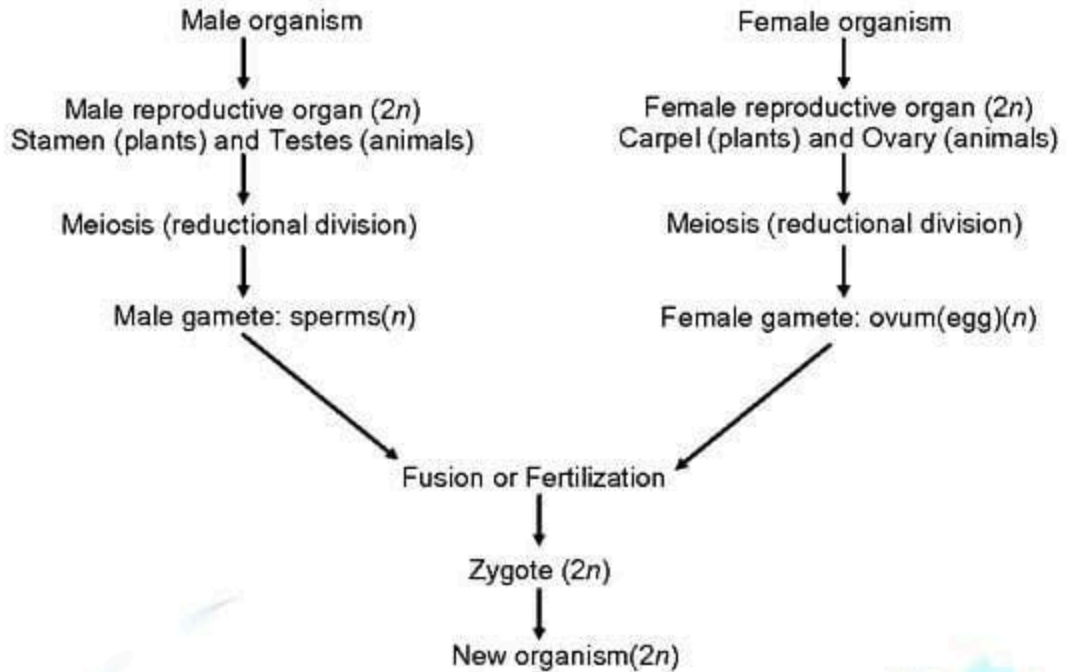 Male organism
Male reproductive organ (2n)
Stamen (plants) and Testes (animals)
Meiosis (reductional division)
Male gamete: sperms(n)
Female organism
Female reproductive organ (2n)
Carpel (plants) and Ovary (animals)
Meiosis (reductional division)
Female gamete: ovum(egg)(n)
Fusion or Fertilization
Zygote (2n)
New organism(2n)